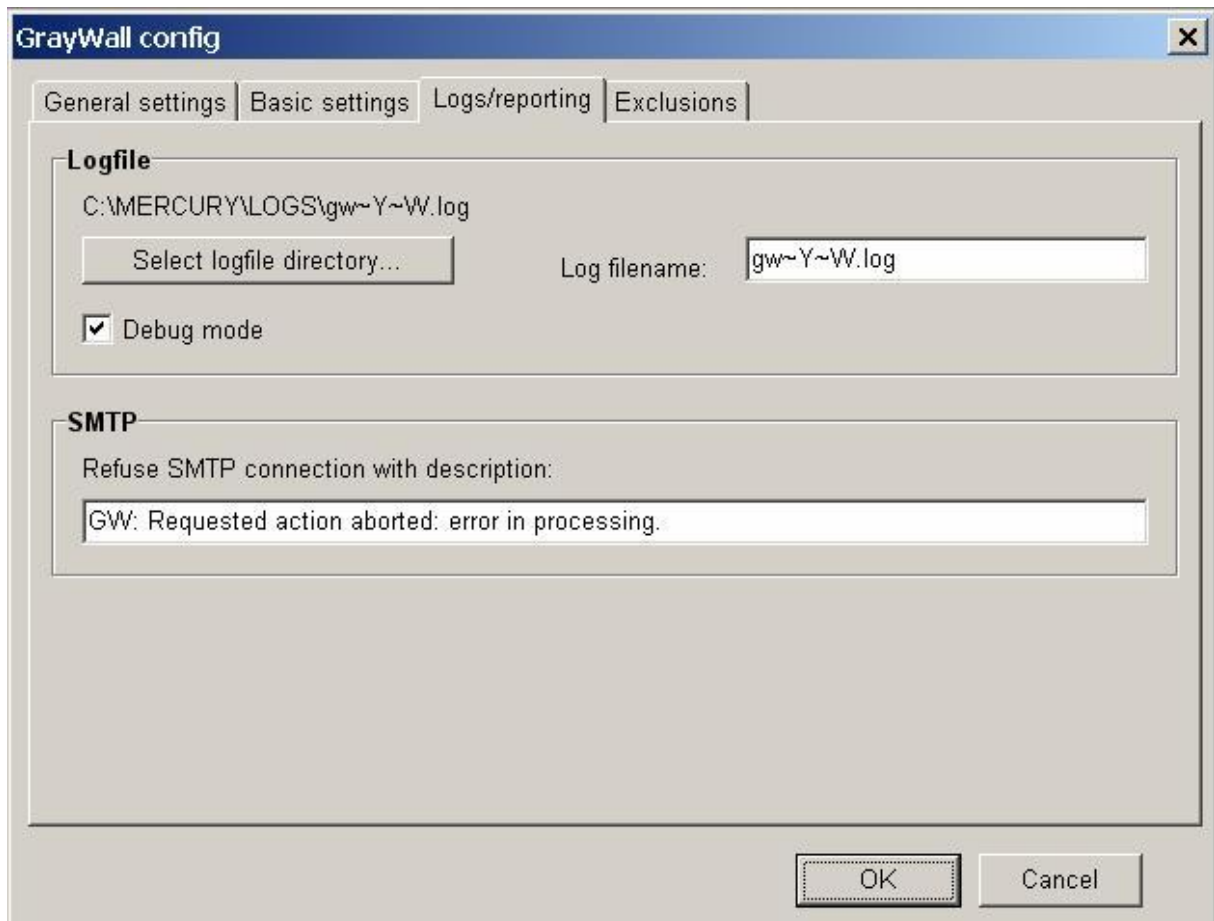 GrayWall config
General settings Basic settings Logs/reporting Exclusions
Logfile
C:\MERCURY\LOGS\gw~Y~W.log
Select logfile directory... Log filename: gw~Y~W.log
Debug mode
SMTP
Refuse SMTP connection with description:
GW: Requested action aborted: error in processing.
OK Cancel